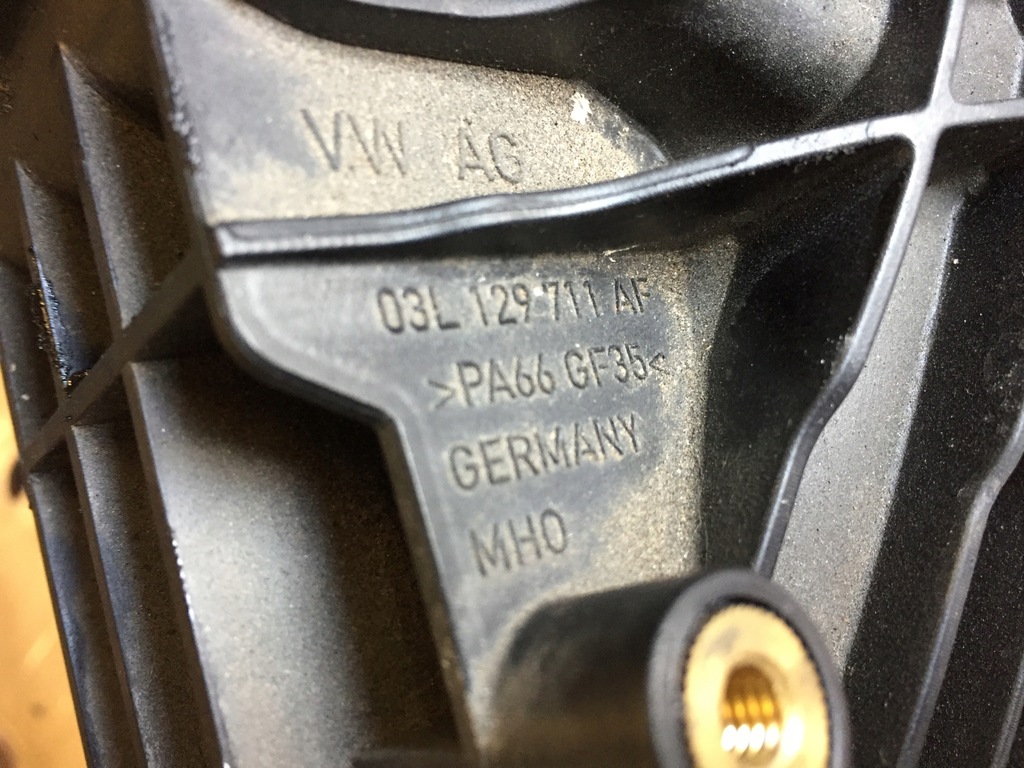 VW AG
03L 129 711 AF
>PA66 GF35<
GERMANY
MHO